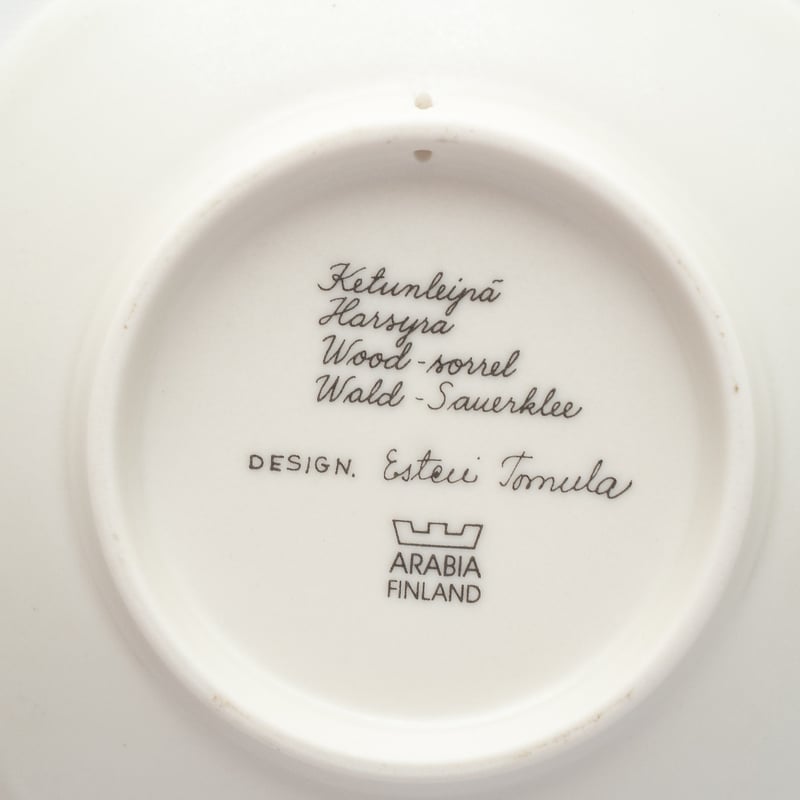 Ketunleipä
Harsyra
Wood-sorrel
Wald-Sauerklee
DESIGN. Esteri Tomula
ARABIA
FINLAND